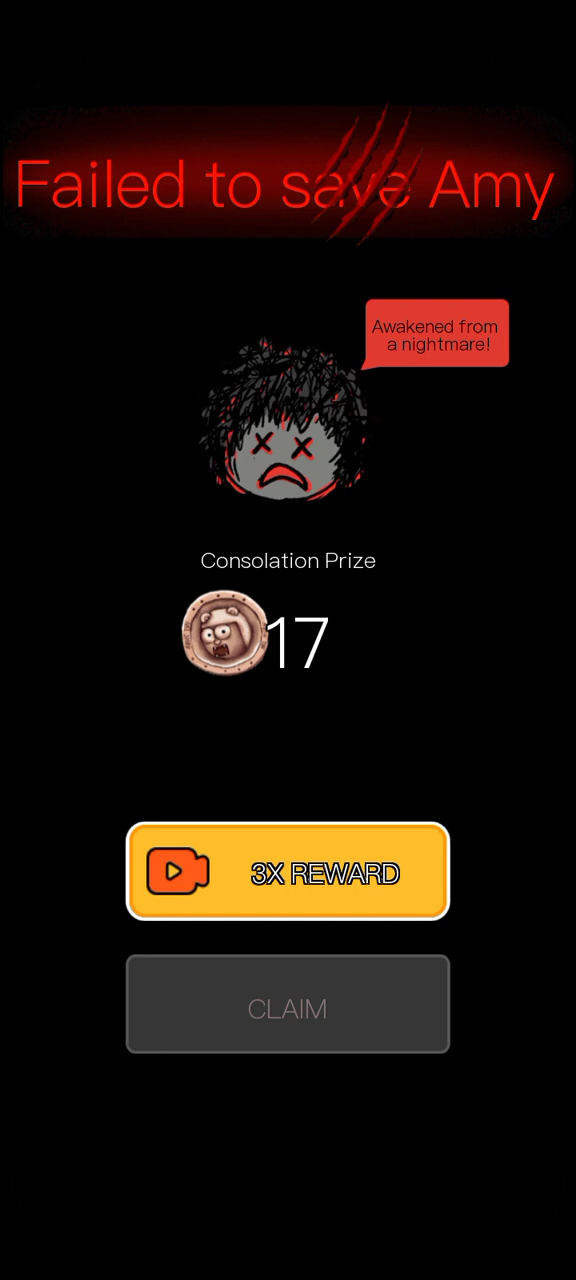 Failed to save Amy
Awakened from
a nightmare!
Consolation Prize
17
3X REWARD
CLAIM